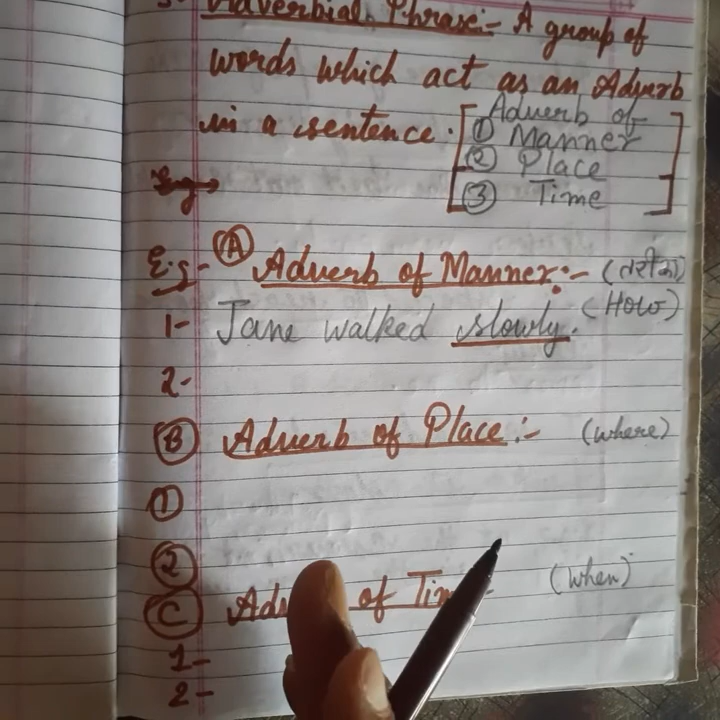 Adverbial Phrase:- A group of
words which act as an Adverb
in a sentence.
[Adverb of
① Manner
② Place
③ Time]
E.g- Ⓐ Adverb of Manner:- (तरीका)
(How)
1- Jane walked slowly.
2-
Ⓑ Adverb of Place:- (where)
①
②
Ⓒ of (when)
1-
2-